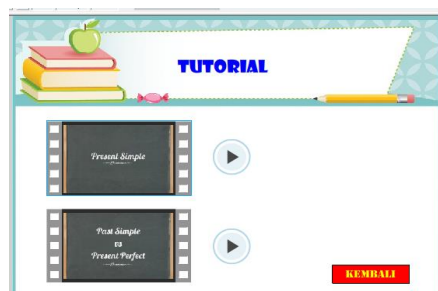 TUTORIAL
Present Simple
Past Simple
vs
Present Perfect
KEMBALI